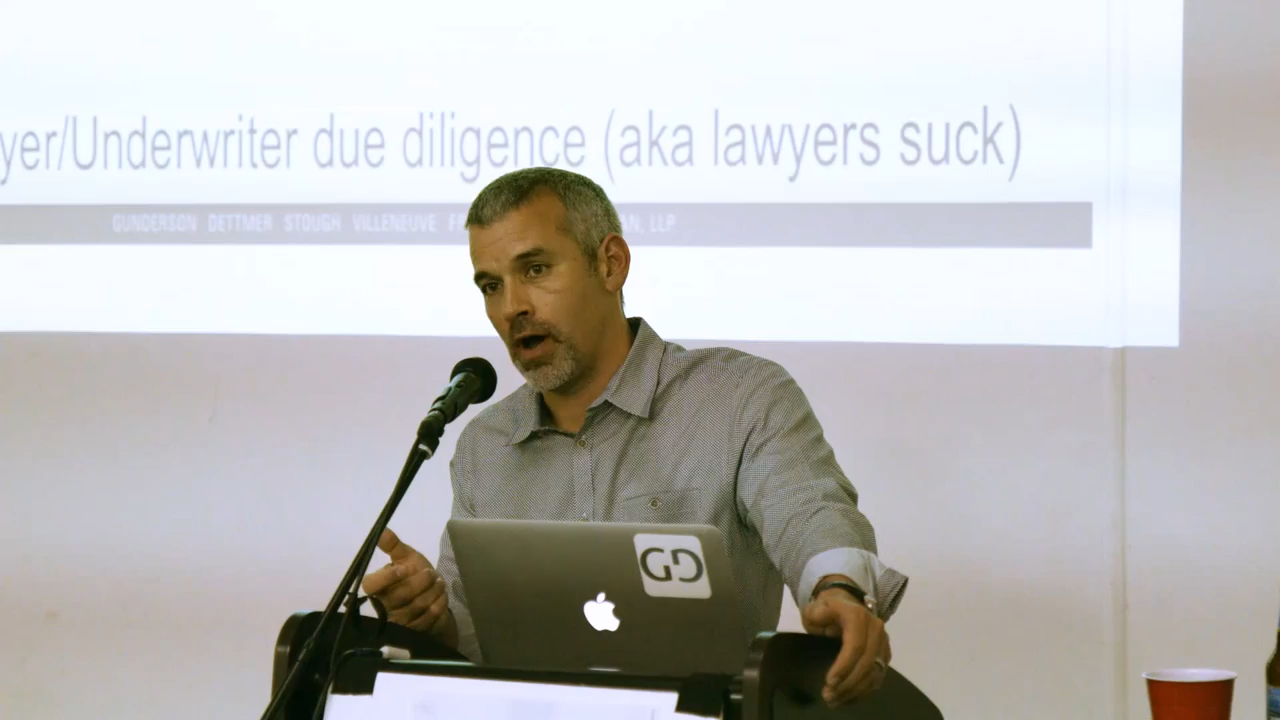 yer/Underwriter due diligence (aka lawyers suck)
GUNDERSON DETTMER STOUGH VILLENEUVE LLP
GD